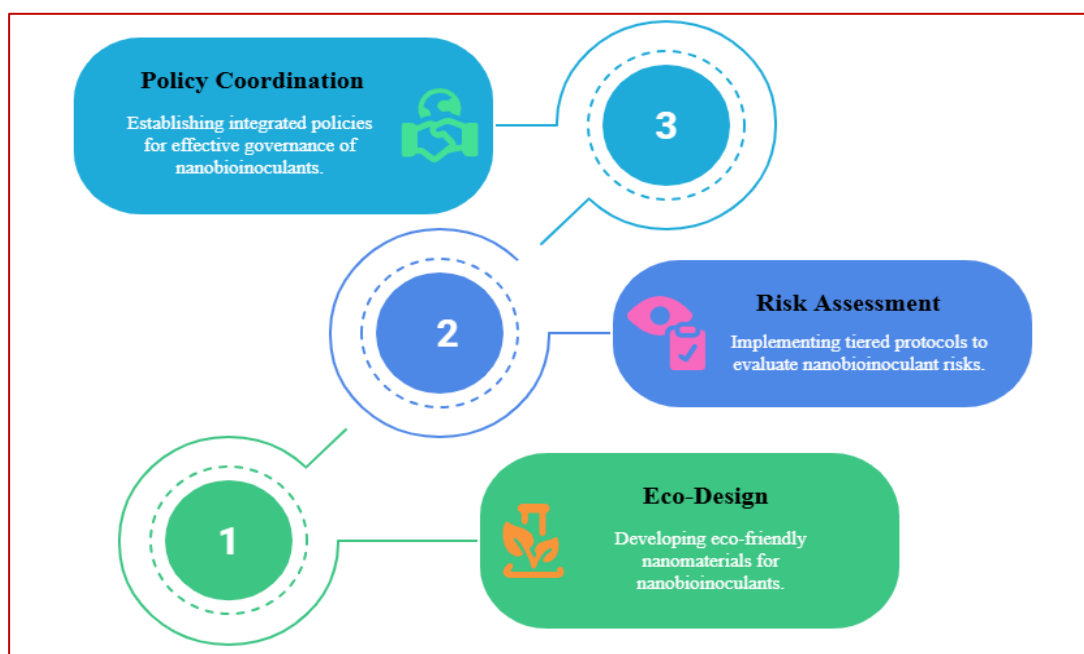 Policy Coordination
Establishing integrated policies
for effective governance of
nanobioinoculants.
3
2
Risk Assessment
Implementing tiered protocols to
evaluate nanobioinoculant risks.
1
Eco-Design
Developing eco-friendly
nanomaterials for
nanobioinoculants.